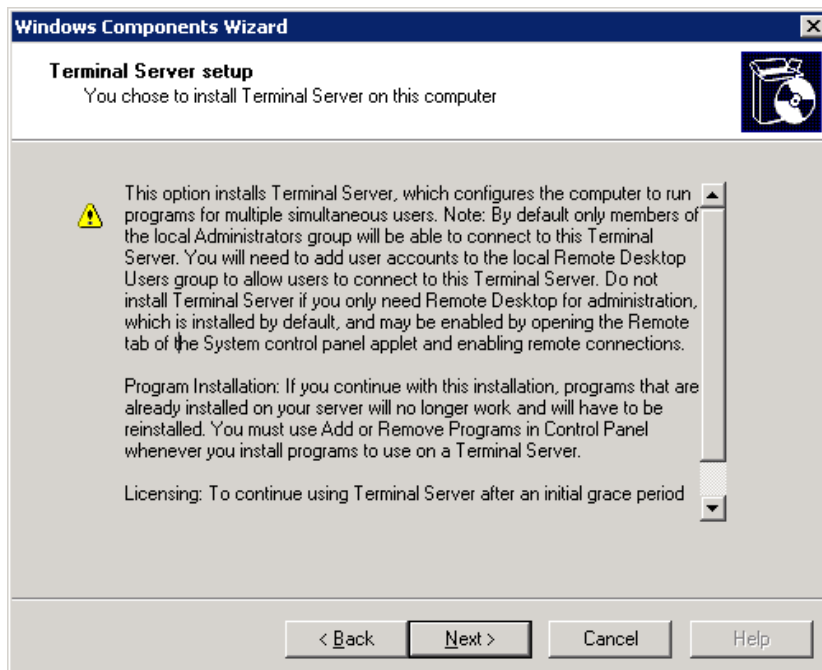 Windows Components Wizard
Terminal Server setup
You chose to install Terminal Server on this computer
This option installs Terminal Server, which configures the computer to run
programs for multiple simultaneous users. Note: By default only members of
the local Administrators group will be able to connect to this Terminal
Server. You will need to add user accounts to the local Remote Desktop
Users group to allow users to connect to this Terminal Server. Do not
install Terminal Server if you only need Remote Desktop for administration,
which is installed by default, and may be enabled by opening the Remote
tab of the System control panel applet and enabling remote connections.
Program Installation: If you continue with this installation, programs that are
already installed on your server will no longer work and will have to be
reinstalled. You must use Add or Remove Programs in Control Panel
whenever you install programs to use on a Terminal Server.
Licensing: To continue using Terminal Server after an initial grace period
< Back
Next >
Cancel
Help